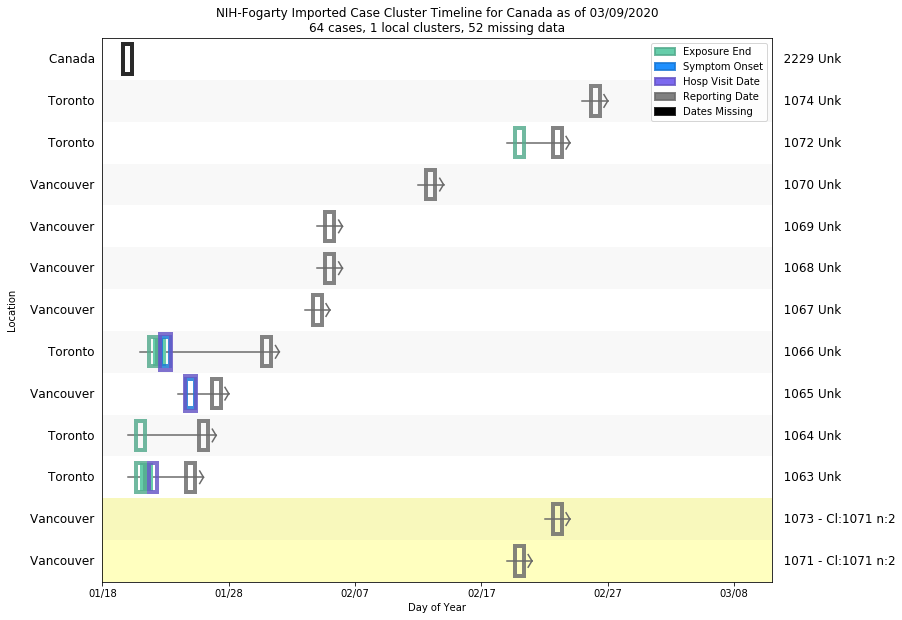 NIH-Fogarty Imported Case Cluster Timeline for Canada as of 03/09/2020
64 cases, 1 local clusters, 52 missing data
Exposure End
Symptom Onset
Hosp Visit Date
Reporting Date
Dates Missing
Canada 2229 Unk
Toronto 1074 Unk
Toronto 1072 Unk
Vancouver 1070 Unk
Vancouver 1069 Unk
Vancouver 1068 Unk
Vancouver 1067 Unk
Toronto 1066 Unk
Vancouver 1065 Unk
Toronto 1064 Unk
Toronto 1063 Unk
Vancouver 1073 - Cl:1071 n:2
Vancouver 1071 - Cl:1071 n:2
Location
01/18 01/28 02/07 02/17 02/27 03/08
Day of Year